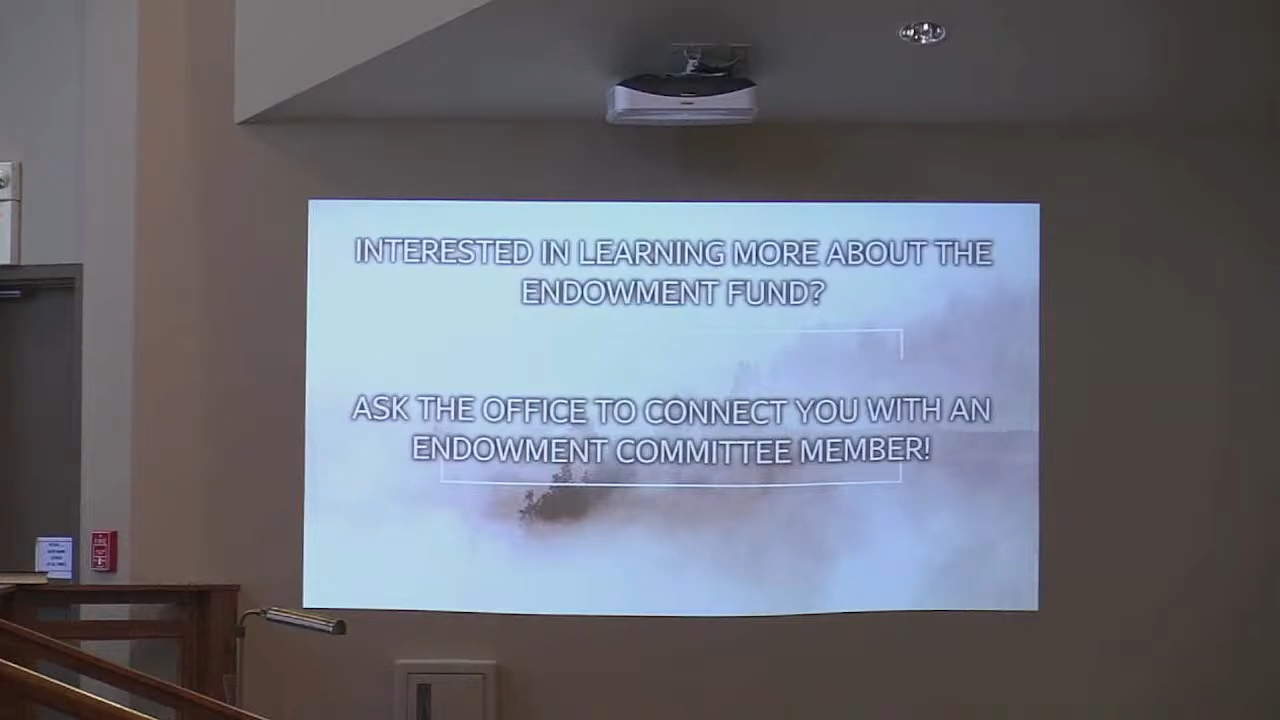 INTERESTED IN LEARNING MORE ABOUT THE
ENDOWMENT FUND?
ASK THE OFFICE TO CONNECT YOU WITH AN
ENDOWMENT COMMITTEE MEMBER!